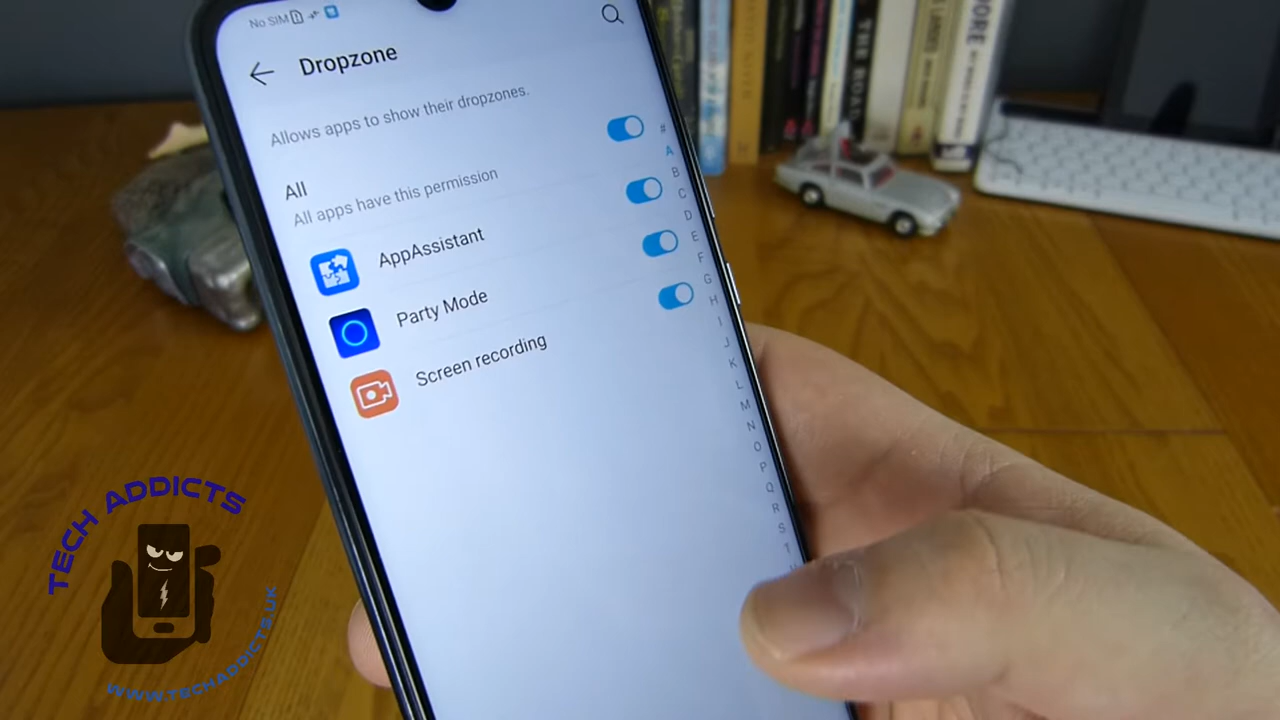 No SIM
Dropzone
Allows apps to show their dropzones.
All
All apps have this permission
AppAssistant
Party Mode
Screen recording
#
A
B
C
D
E
F
G
H
I
J
K
L
M
N
O
P
Q
R
S
T
THE ROAD
TECH ADDICTS
WWW.TECHADDICTS.UK